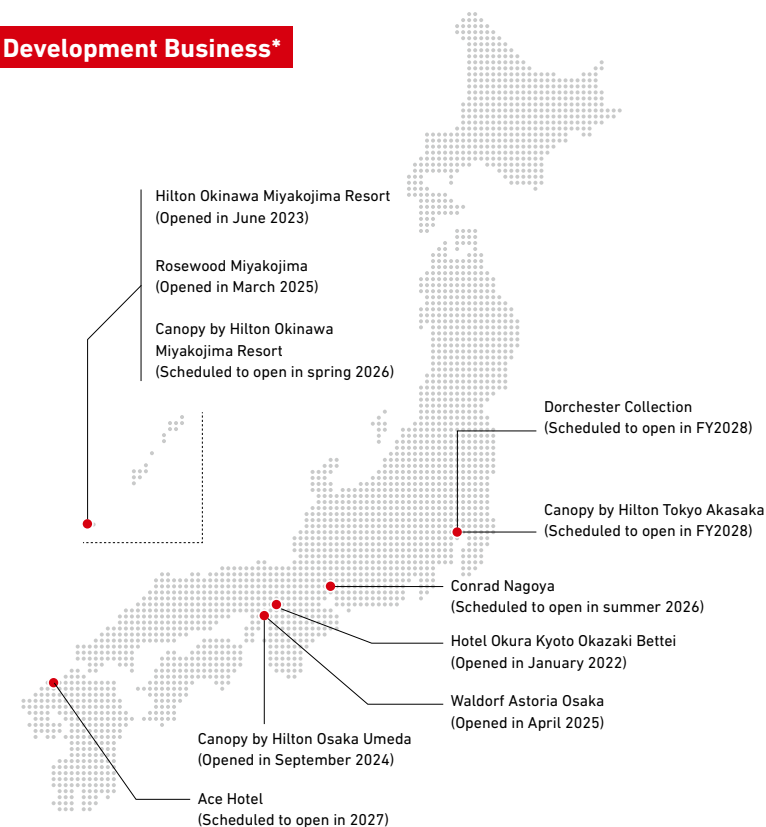 Development Business*
Hilton Okinawa Miyakojima Resort
(Opened in June 2023)
Rosewood Miyakojima
(Opened in March 2025)
Canopy by Hilton Okinawa
Miyakojima Resort
(Scheduled to open in spring 2026)
Dorchester Collection
(Scheduled to open in FY2028)
Canopy by Hilton Tokyo Akasaka
(Scheduled to open in FY2028)
Conrad Nagoya
(Scheduled to open in summer 2026)
Hotel Okura Kyoto Okazaki Bettei
(Opened in January 2022)
Waldorf Astoria Osaka
(Opened in April 2025)
Canopy by Hilton Osaka Umeda
(Opened in September 2024)
Ace Hotel
(Scheduled to open in 2027)